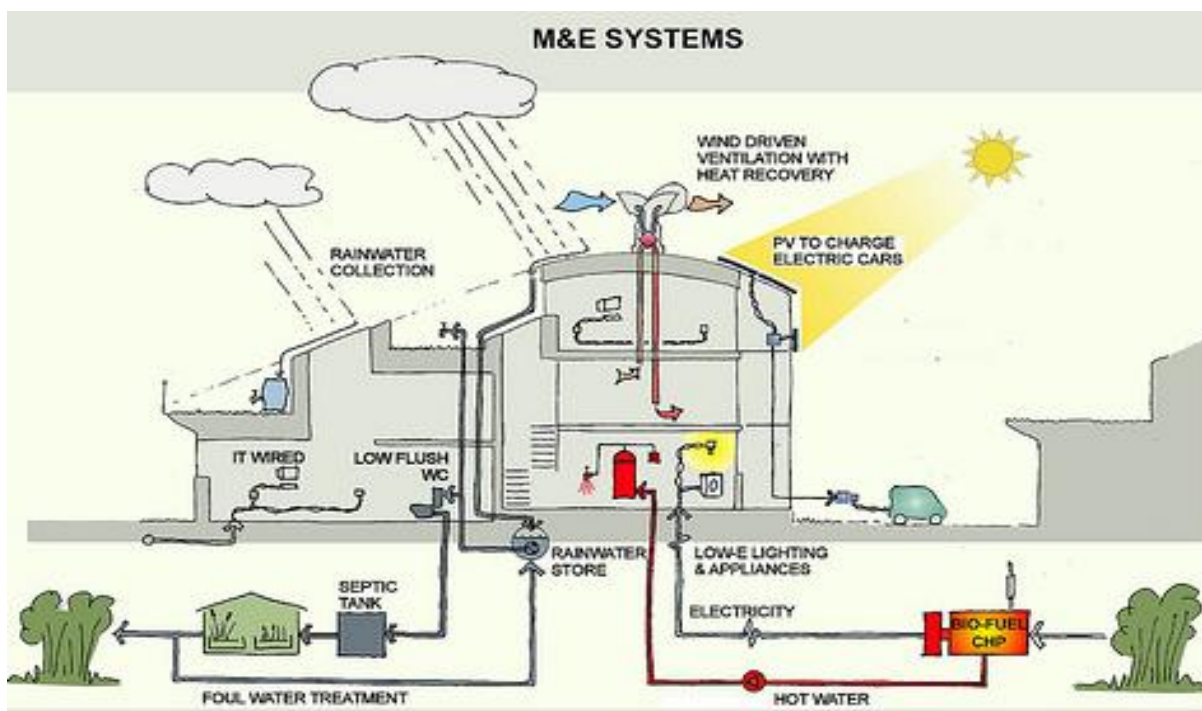 M&E SYSTEMS
WIND DRIVEN
VENTILATION WITH
HEAT RECOVERY
RAINWATER
COLLECTION
PV TO CHARGE
ELECTRIC CARS
IT WIRED
LOW FLUSH
WC
RAINWATER
STORE
LOW-E LIGHTING
& APPLIANCES
SEPTIC
TANK
ELECTRICITY
BIO-FUEL
CHP
FOUL WATER TREATMENT
HOT WATER